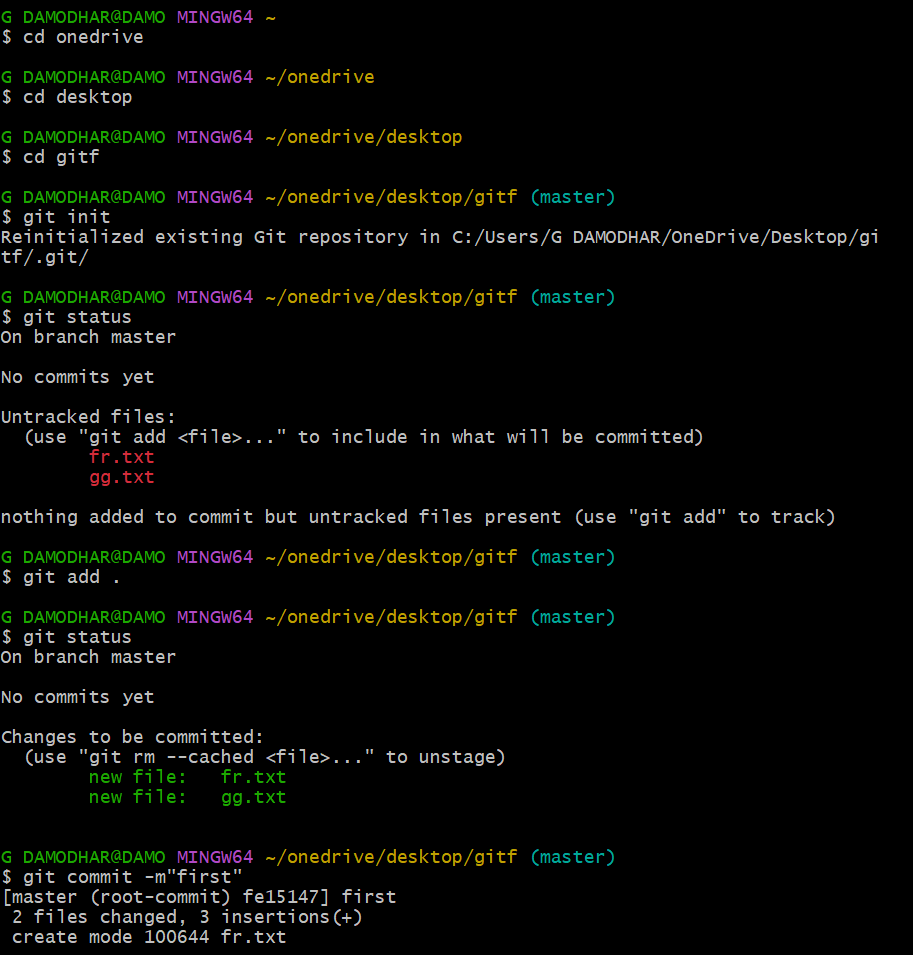 G DAMODHAR@DAMO MINGW64 ~
$ cd onedrive
G DAMODHAR@DAMO MINGW64 ~/onedrive
$ cd desktop
G DAMODHAR@DAMO MINGW64 ~/onedrive/desktop
$ cd gitf
G DAMODHAR@DAMO MINGW64 ~/onedrive/desktop/gitf (master)
$ git init
Reinitialized existing Git repository in C:/Users/G DAMODHAR/OneDrive/Desktop/gi
tf/.git/
G DAMODHAR@DAMO MINGW64 ~/onedrive/desktop/gitf (master)
$ git status
On branch master
No commits yet
Untracked files:
  (use "git add <file>..." to include in what will be committed)
        fr.txt
        gg.txt
nothing added to commit but untracked files present (use "git add" to track)
G DAMODHAR@DAMO MINGW64 ~/onedrive/desktop/gitf (master)
$ git add .
G DAMODHAR@DAMO MINGW64 ~/onedrive/desktop/gitf (master)
$ git status
On branch master
No commits yet
Changes to be committed:
  (use "git rm --cached <file>..." to unstage)
        new file:   fr.txt
        new file:   gg.txt
G DAMODHAR@DAMO MINGW64 ~/onedrive/desktop/gitf (master)
$ git commit -m"first"
[master (root-commit) fe15147] first
 2 files changed, 3 insertions(+)
 create mode 100644 fr.txt